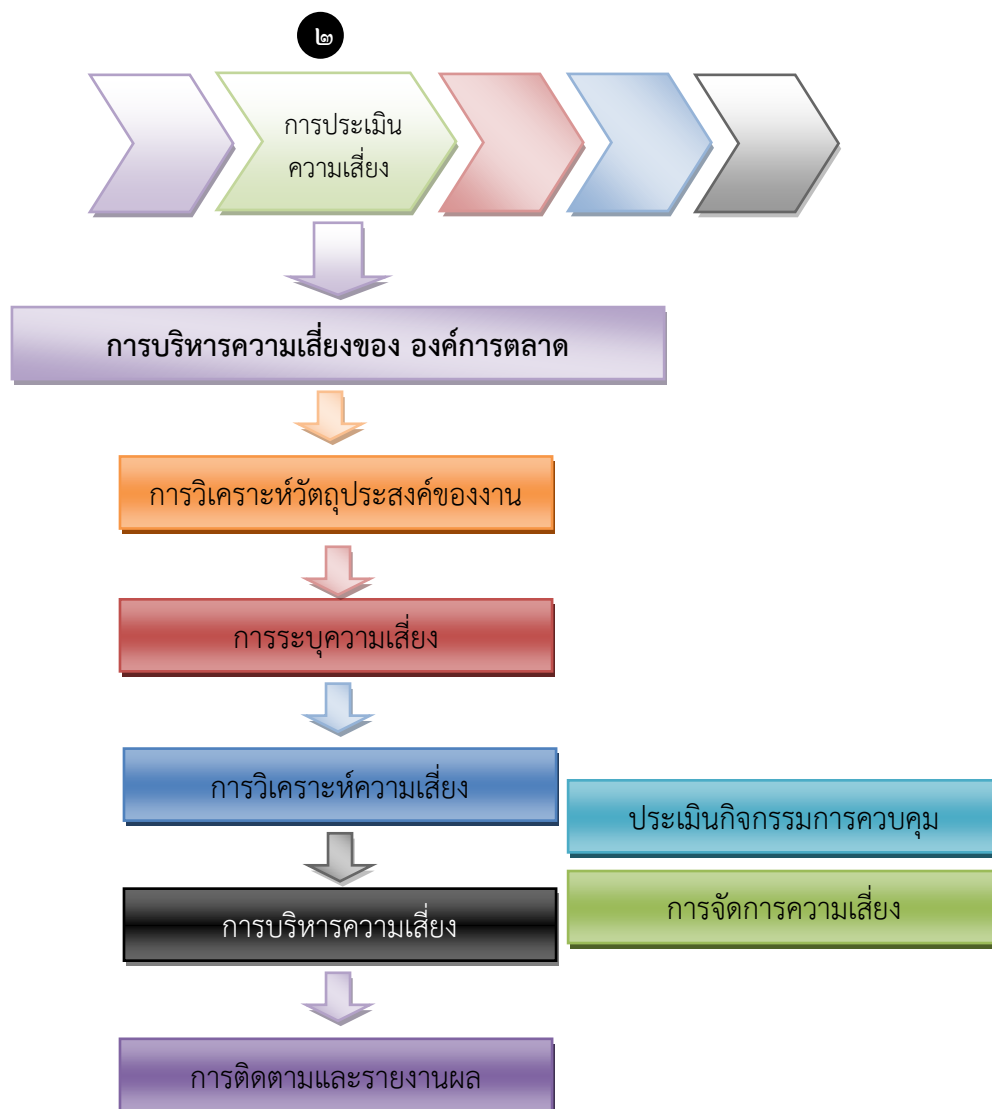 ๒
การประเมิน
ความเสี่ยง
การบริหารความเสี่ยงของ องค์การตลาด
การวิเคราะห์วัตถุประสงค์ของงาน
การระบุความเสี่ยง
การวิเคราะห์ความเสี่ยง
ประเมินกิจกรรมการควบคุม
การบริหารความเสี่ยง
การจัดการความเสี่ยง
การติดตามและรายงานผล